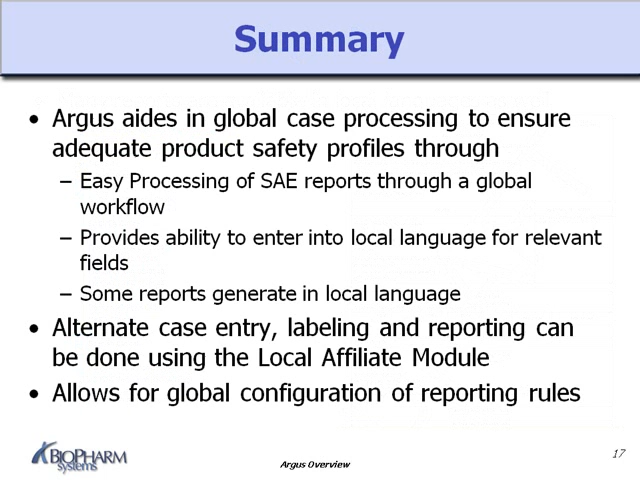 Summary
• Argus aides in global case processing to ensure
adequate product safety profiles through
– Easy Processing of SAE reports through a global
workflow
– Provides ability to enter into local language for relevant
fields
– Some reports generate in local language
• Alternate case entry, labeling and reporting can
be done using the Local Affiliate Module
• Allows for global configuration of reporting rules
BIOPHARM
systems
Argus Overview
17